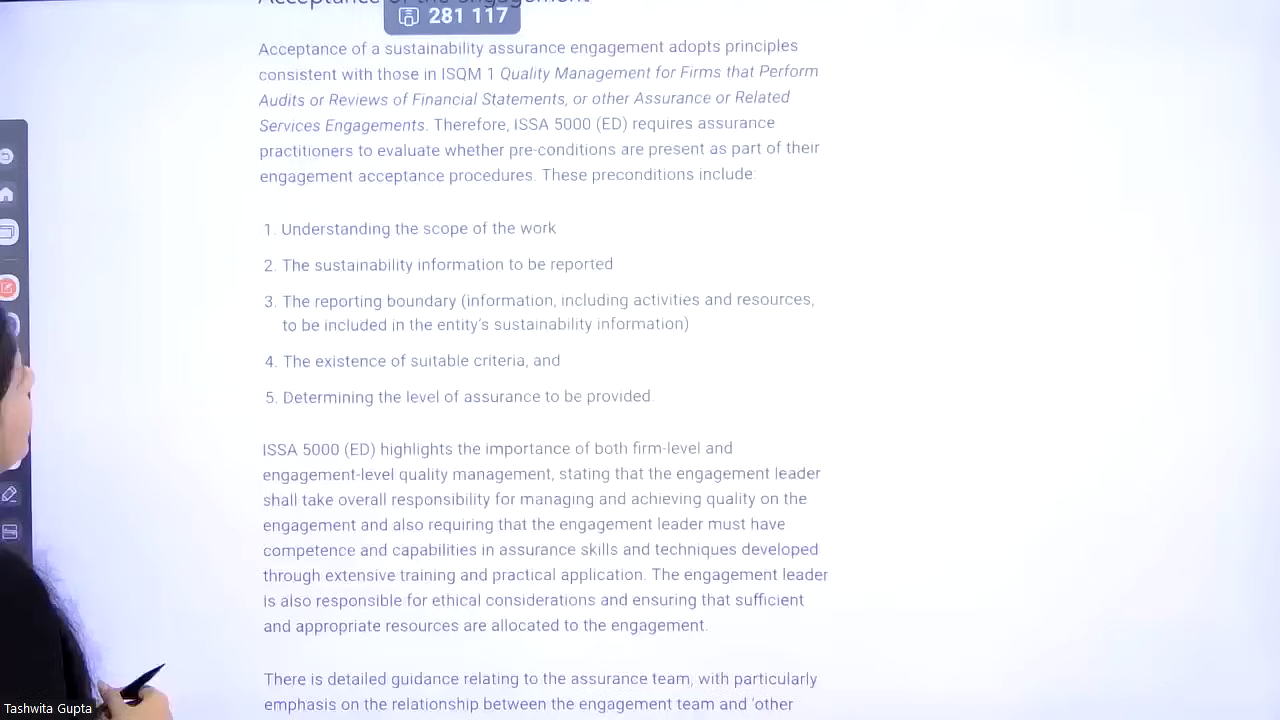 Acceptance of the engagement
281 117
Acceptance of a sustainability assurance engagement adopts principles
consistent with those in ISQM 1 Quality Management for Firms that Perform
Audits or Reviews of Financial Statements, or other Assurance or Related
Services Engagements. Therefore, ISSA 5000 (ED) requires assurance
practitioners to evaluate whether pre-conditions are present as part of their
engagement acceptance procedures. These preconditions include:
1. Understanding the scope of the work
2. The sustainability information to be reported
3. The reporting boundary (information, including activities and resources,
to be included in the entity's sustainability information)
4. The existence of suitable criteria, and
5. Determining the level of assurance to be provided.
ISSA 5000 (ED) highlights the importance of both firm-level and
engagement-level quality management, stating that the engagement leader
shall take overall responsibility for managing and achieving quality on the
engagement and also requiring that the engagement leader must have
competence and capabilities in assurance skills and techniques developed
through extensive training and practical application. The engagement leader
is also responsible for ethical considerations and ensuring that sufficient
and appropriate resources are allocated to the engagement.
There is detailed guidance relating to the assurance team, with particularly
emphasis on the relationship between the engagement team and 'other
Tashwita Gupta